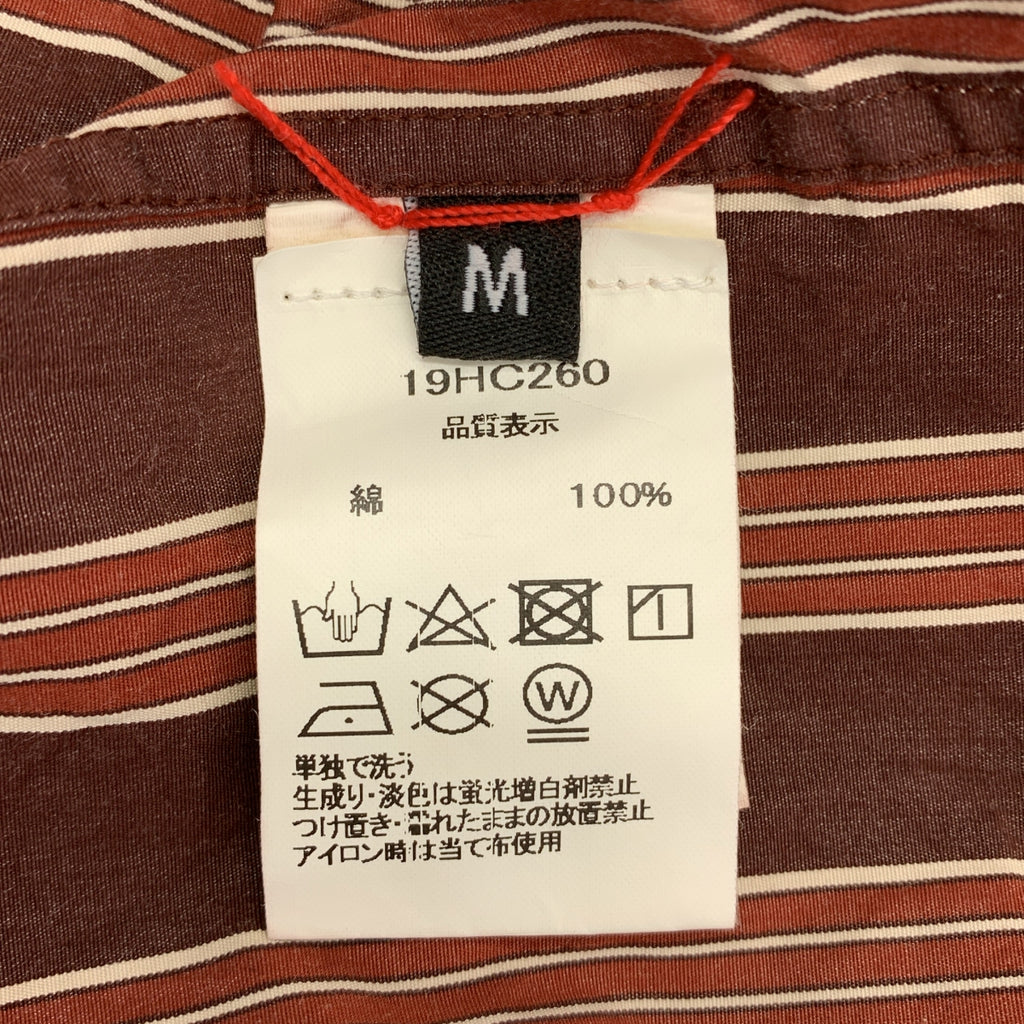 M
19HC260
品質表示
綿 100%
W
単独で洗う
生成り・淡色は蛍光増白剤禁止
つけ置き・濡れたままの放置禁止
アイロン時は当て布使用